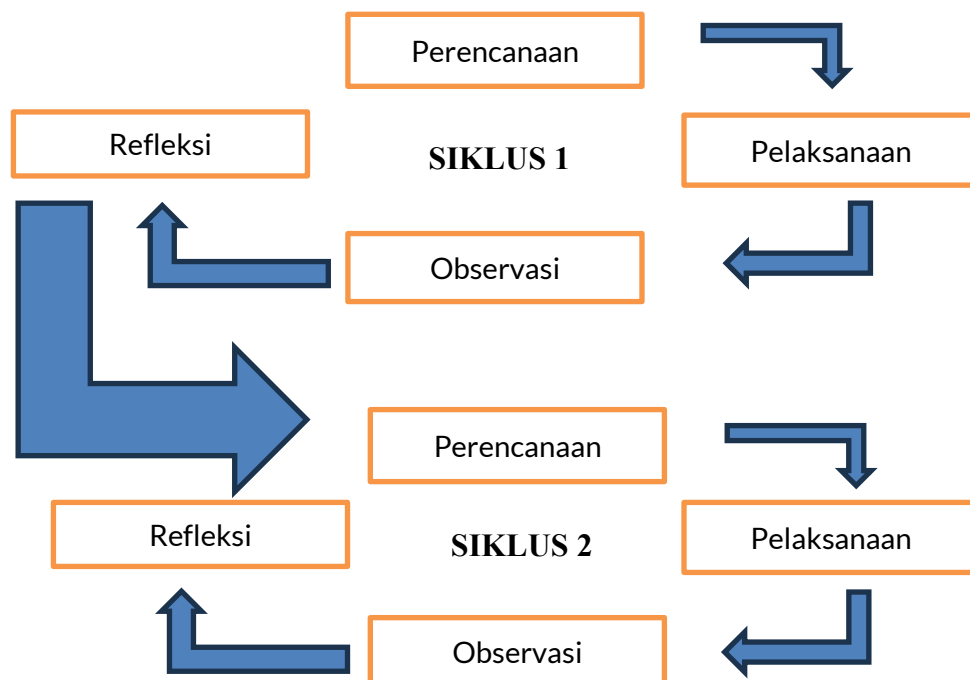 Perencanaan
Refleksi
SIKLUS 1
Pelaksanaan
Observasi
Perencanaan
Refleksi
SIKLUS 2
Pelaksanaan
Observasi